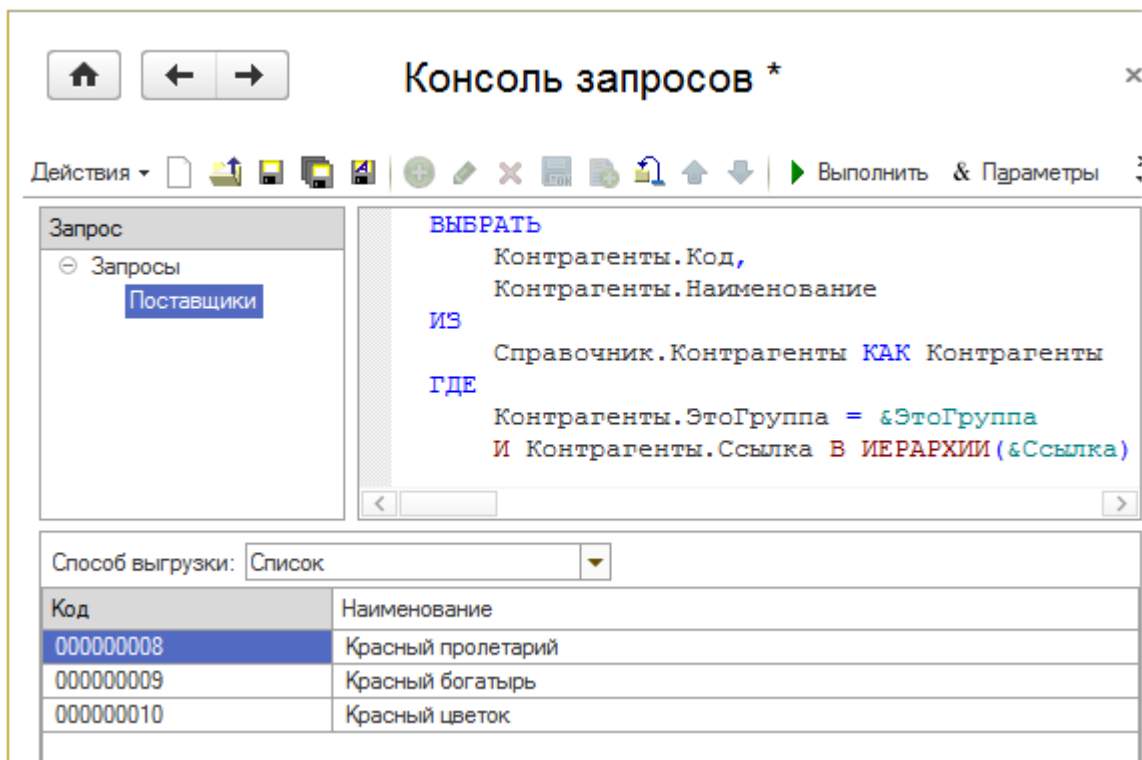 Консоль запросов *
Действия Выполнить & Параметры
Запрос
Запросы
Поставщики
ВЫБРАТЬ
Контрагенты.Код,
Контрагенты.Наименование
ИЗ
Справочник.Контрагенты КАК Контрагенты
ГДЕ
Контрагенты.ЭтоГруппа = &ЭтоГруппа
И Контрагенты.Ссылка В ИЕРАРХИИ(&Ссылка)
Способ выгрузки: Список
Код Наименование
000000008 Красный пролетарий
000000009 Красный богатырь
000000010 Красный цветок